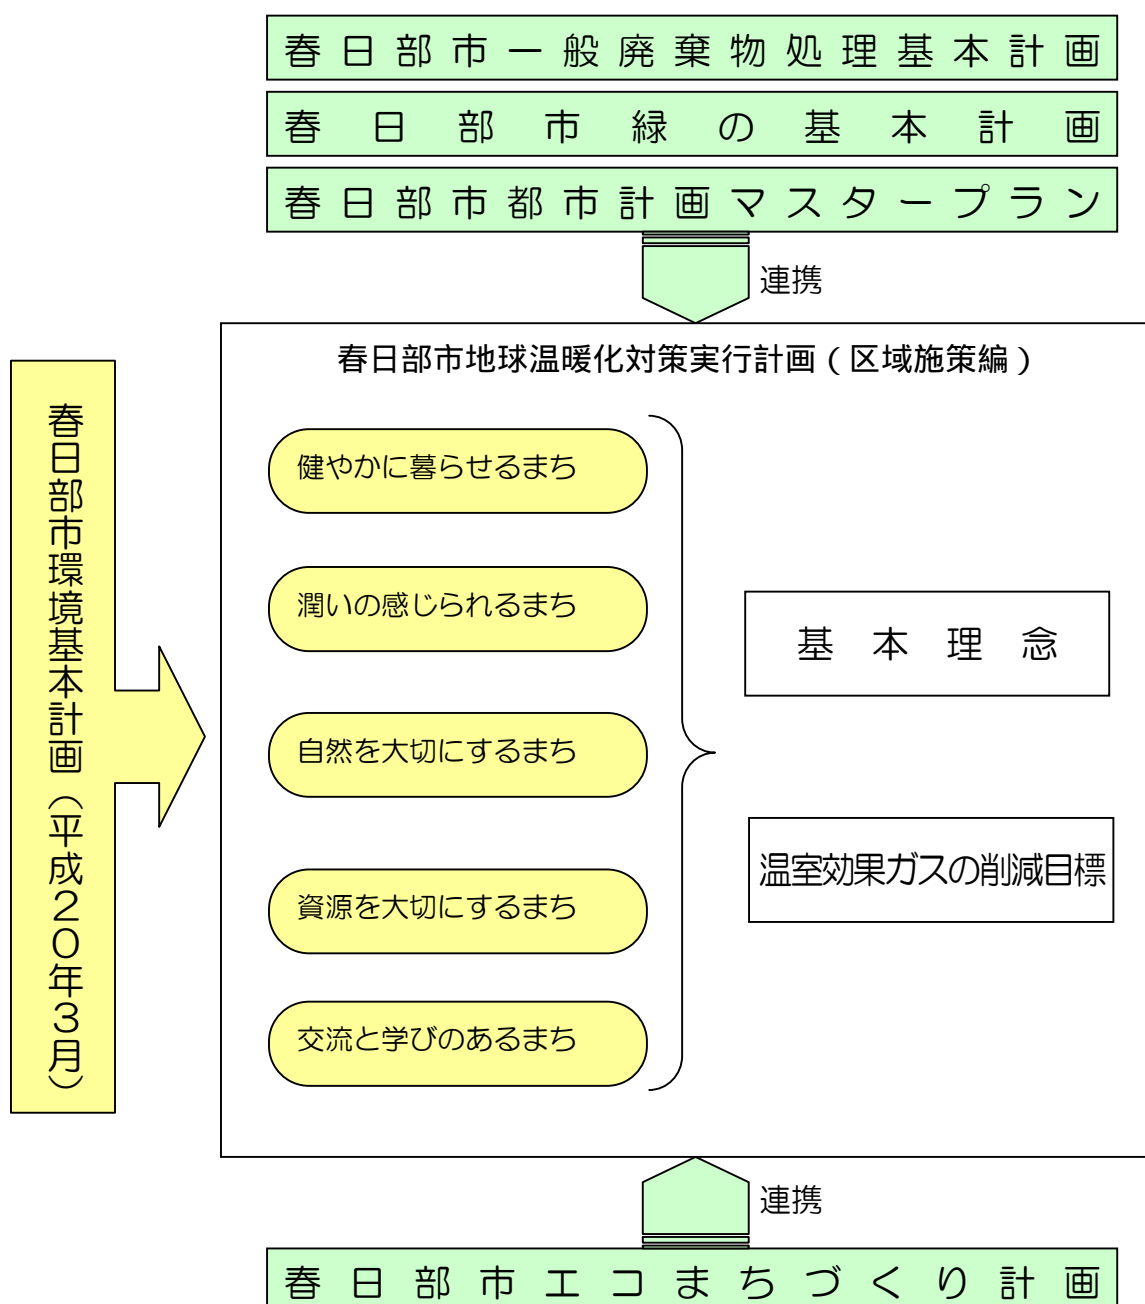 春日部市一般廃棄物処理基本計画
春日部市緑の基本計画
春日部市都市計画マスタープラン
連携
春日部市地球温暖化対策実行計画（区域施策編）
春日部市環境基本計画（平成２０年３月）
健やかに暮らせるまち
潤いの感じられるまち
自然を大切にするまち
資源を大切にするまち
交流と学びのあるまち
基本理念
温室効果ガスの削減目標
連携
春日部市エコまちづくり計画